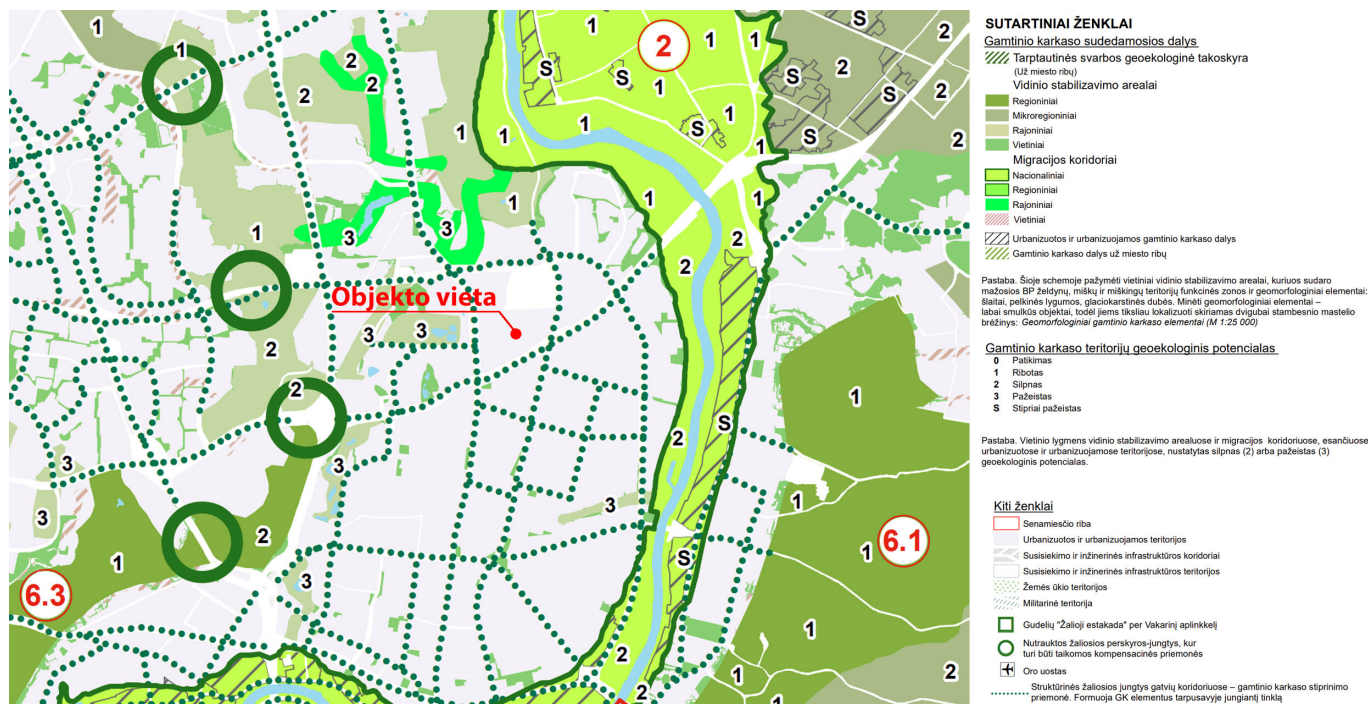 Objekto vieta
2
6.1
6.3
SUTARTINIAI ŽENKLAI
Gamtinio karkaso sudedamosios dalys
Tarptautinės svarbos geoekologinė takoskyra
(Už miesto ribų)
Vidinio stabilizavimo arealai
Regioniniai
Mikroregioniniai
Rajoniniai
Vietiniai
Migracijos koridoriai
Nacionaliniai
Regioniniai
Rajoniniai
Vietiniai
Urbanizuotos ir urbanizuojamos gamtinio karkaso dalys
Gamtinio karkaso dalys už miesto ribų
Pastaba. Šioje schemoje pažymėti vietiniai vidinio stabilizavimo arealai, kuriuos sudaro
mažosios BP želdynų, miškų ir miškingų teritorijų funkcinės zonos ir geomorfologiniai elementai:
šlaitai, pelkinės lygumos, glaciokarstinės dubės. Minėti geomorfologiniai elementai –
labai smulkūs objektai, todėl jiems tiksliau lokalizuoti skiriamas dvigubai stambesnio mastelio
brėžinys: Geomorfologiniai gamtinio karkaso elementai (M 1:25 000)
Gamtinio karkaso teritorijų geoekologinis potencialas
0 Patikimas
1 Ribotas
2 Silpnas
3 Pažeistas
S Stipriai pažeistas
Pastaba. Vietinio lygmens vidinio stabilizavimo arealuose ir migracijos koridoriuose, esančiuose
urbanizuotose ir urbanizuojamose teritorijose, nustatytas silpnas (2) arba pažeistas (3)
geoekologinis potencialas.
Kiti ženklai
Senamiesčio riba
Urbanizuotos ir urbanizuojamos teritorijos
Susisiekimo ir inžinerinės infrastruktūros koridoriai
Susisiekimo ir inžinerinės infrastruktūros teritorijos
Žemės ūkio teritorijos
Militarinė teritorija
Gudelių "Žalioji estakada" per Vakarinį aplinkkelį
Nutrauktos žaliosios perskyros-jungtys, kur
turi būti taikomos kompensacinės priemonės
Oro uostas
Struktūrinės žaliosios jungtys gatvių koridoriuose – gamtinio karkaso stiprinimo
priemonė. Formuoja GK elementus tarpusavyje jungiantį tinklą